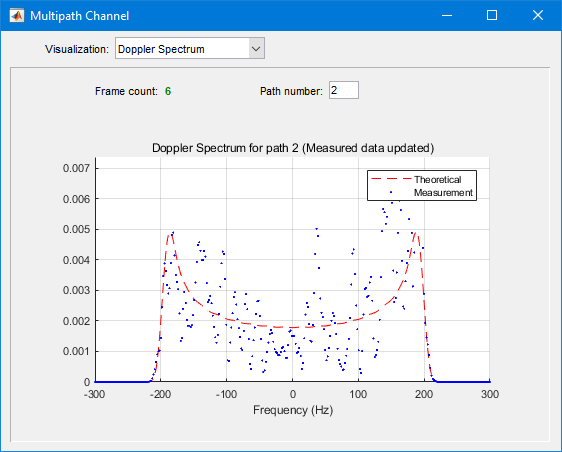 Multipath Channel
Visualization: Doppler Spectrum
Frame count: 6 Path number: 2
Doppler Spectrum for path 2 (Measured data updated)
Theoretical
Measurement
0.007
0.006
0.005
0.004
0.003
0.002
0.001
0
-300 -200 -100 0 100 200 300
Frequency (Hz)